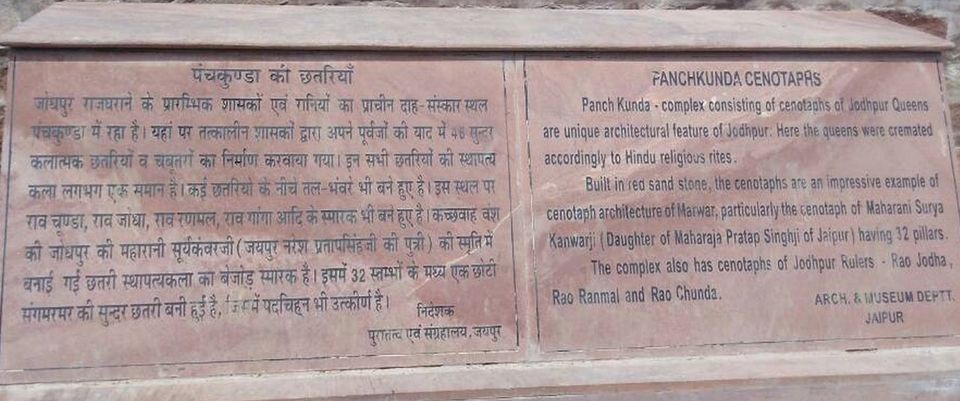 पंचकुण्डा की छतरियाँ
जोधपुर राजघराने के प्रारम्भिक शासकों एवं रानियों का प्राचीन दाह-संस्कार स्थल
पंचकुण्डा में रहा है। यहां पर तत्कालीन शासकों द्वारा अपने पूर्वजों की याद में 46 सुन्दर
कलात्मक छतरियों व चबूतरों का निर्माण करवाया गया। इन सभी छतरियों की स्थापत्य
कला लगभग एक समान है। कई छतरियों के नीचे तल-भंवरे भी बने हुए है। इस स्थल पर
राव चूण्डा, राव जोधा, राव रणमल, राव गांगा आदि के स्मारक भी बने हुए है। कच्छवाह वंश
की जोधपुर की महारानी सूर्यकंवरजी (जयपुर नरेश प्रतापसिंहजी की पुत्री) की स्मृति में
बनाई गई छतरी स्थापत्यकला का बेजोड़ स्मारक है। इसमें 32 स्तम्भों के मध्य एक छोटी
संगमरमर की सुन्दर छतरी बनी हुई है, जिसमें पदचिह्न भी उत्कीर्ण है।
निदेशक
पुरातत्व एवं संग्रहालय, जयपुर
PANCHKUNDA CENOTAPHS
Panch Kunda - complex consisting of cenotaphs of Jodhpur Queens
are unique architectural feature of Jodhpur. Here the queens were cremated
accordingly to Hindu religious rites.
Built in red sand stone, the cenotaphs are an impressive example of
cenotaph architecture of Marwar, particularly the cenotaph of Maharani Surya
Kanwarji (Daughter of Maharaja Pratap Singhji of Jaipur) having 32 pillars.
The complex also has cenotaphs of Jodhpur Rulers - Rao Jodha,
Rao Ranmal and Rao Chunda.
ARCH. & MUSEUM DEPTT.
JAIPUR